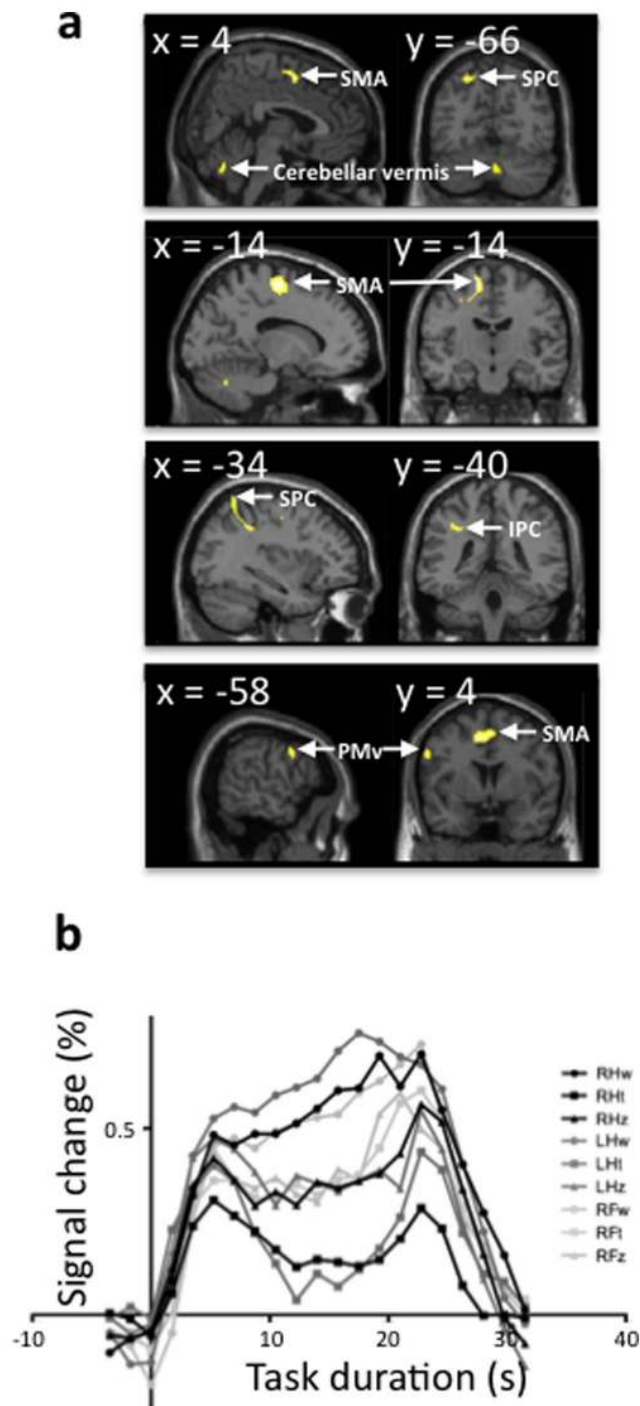 a
x = 4 y = -66
SMA SPC
Cerebellar vermis
x = -14 y = -14
SMA
x = -34 y = -40
SPC IPC
x = -58 y = 4
PMv SMA
b
Signal change (%)
0.5
RHw
RHt
RHz
LHw
LHt
LHz
RFw
RFt
RFz
-10 10 20 30 40
Task duration (s)